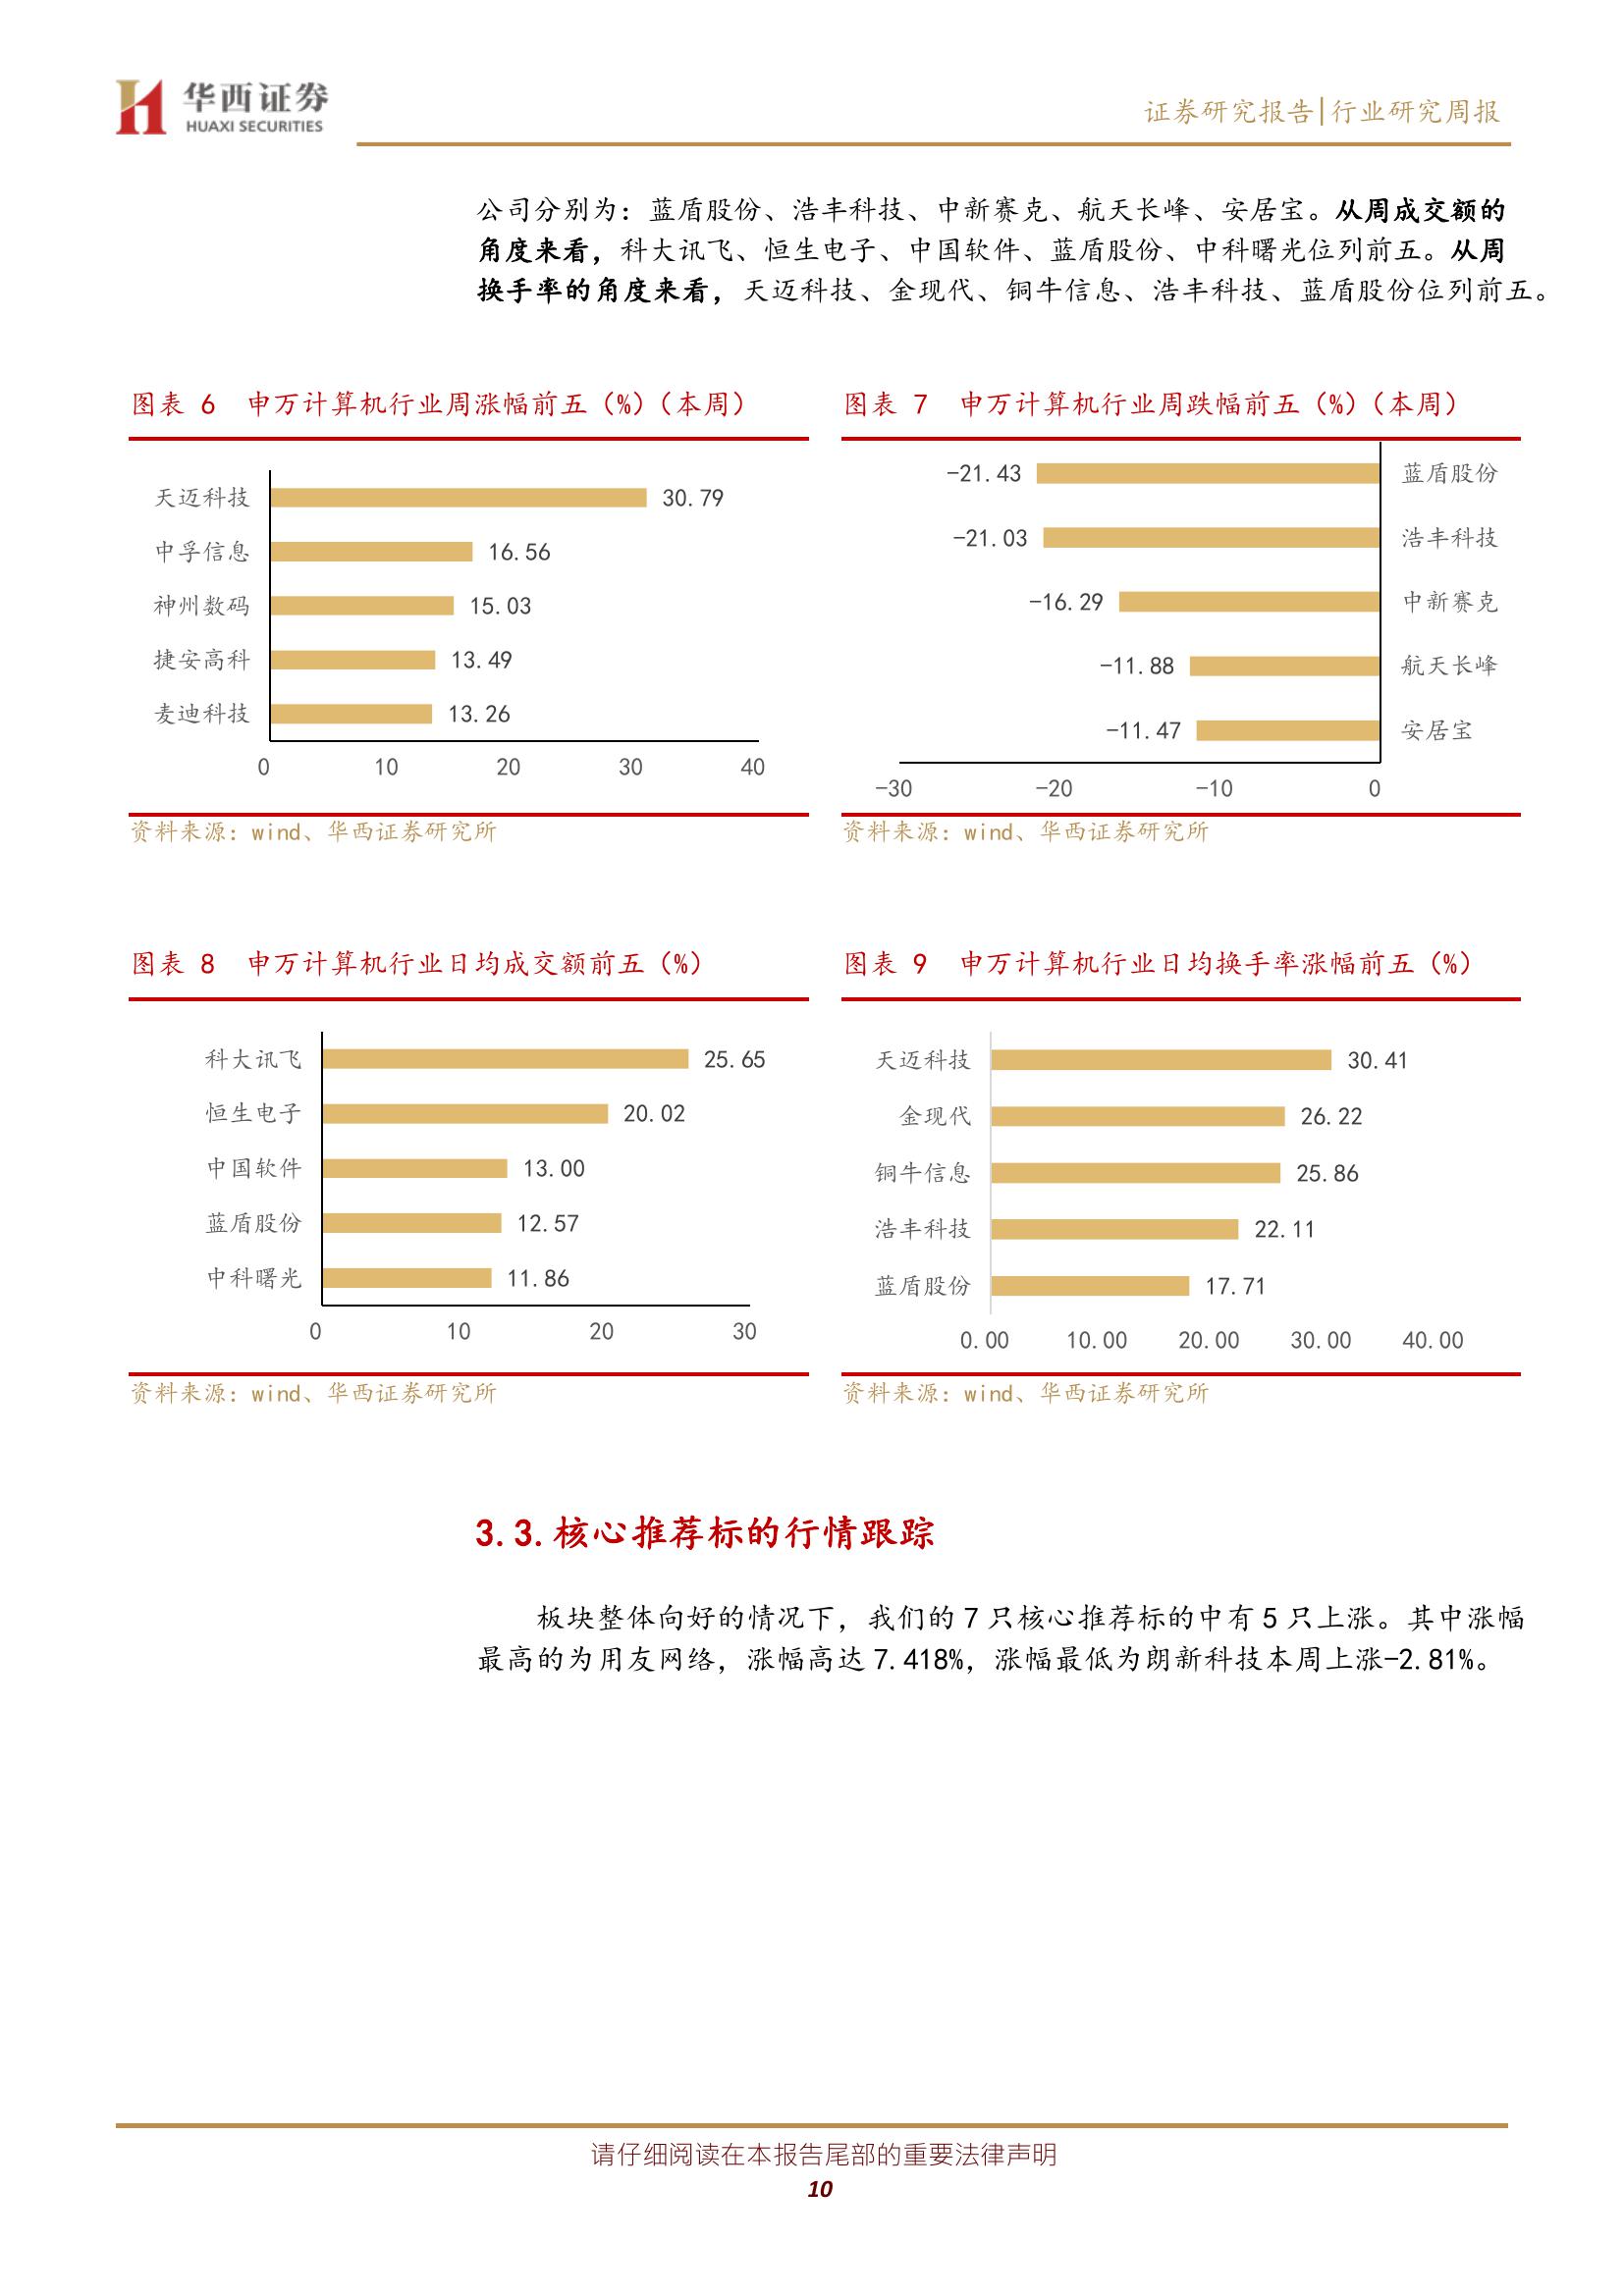 华西证券
HUAXI SECURITIES
证券研究报告|行业研究周报
公司分别为：蓝盾股份、浩丰科技、中新赛克、航天长峰、安居宝。从周成交额的
角度来看，科大讯飞、恒生电子、中国软件、蓝盾股份、中科曙光位列前五。从周
换手率的角度来看，天迈科技、金现代、铜牛信息、浩丰科技、蓝盾股份位列前五。
图表 6 申万计算机行业周涨幅前五（%）（本周）
天迈科技 30.79
中孚信息 16.56
神州数码 15.03
捷安高科 13.49
麦迪科技 13.26
0 10 20 30 40
资料来源：wind、华西证券研究所
图表 7 申万计算机行业周跌幅前五（%）（本周）
-21.43 蓝盾股份
-21.03 浩丰科技
-16.29 中新赛克
-11.88 航天长峰
-11.47 安居宝
-30 -20 -10 0
资料来源：wind、华西证券研究所
图表 8 申万计算机行业日均成交额前五（%）
科大讯飞 25.65
恒生电子 20.02
中国软件 13.00
蓝盾股份 12.57
中科曙光 11.86
0 10 20 30
资料来源：wind、华西证券研究所
图表 9 申万计算机行业日均换手率涨幅前五（%）
天迈科技 30.41
金现代 26.22
铜牛信息 25.86
浩丰科技 22.11
蓝盾股份 17.71
0.00 10.00 20.00 30.00 40.00
资料来源：wind、华西证券研究所
3.3.核心推荐标的行情跟踪
板块整体向好的情况下，我们的 7 只核心推荐标的中有 5 只上涨。其中涨幅
最高的为用友网络，涨幅高达 7.418%，涨幅最低为朗新科技本周上涨-2.81%。
请仔细阅读在本报告尾部的重要法律声明
10